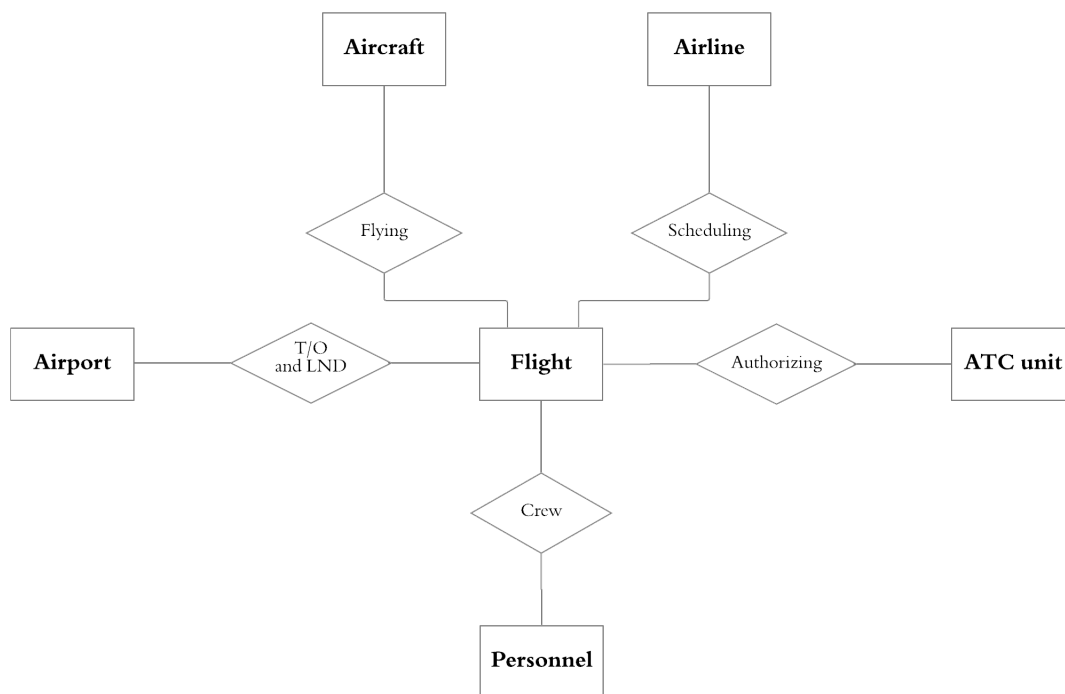 Aircraft
Airline
Flying
Scheduling
Airport
T/O
and LND
Flight
Authorizing
ATC unit
Crew
Personnel